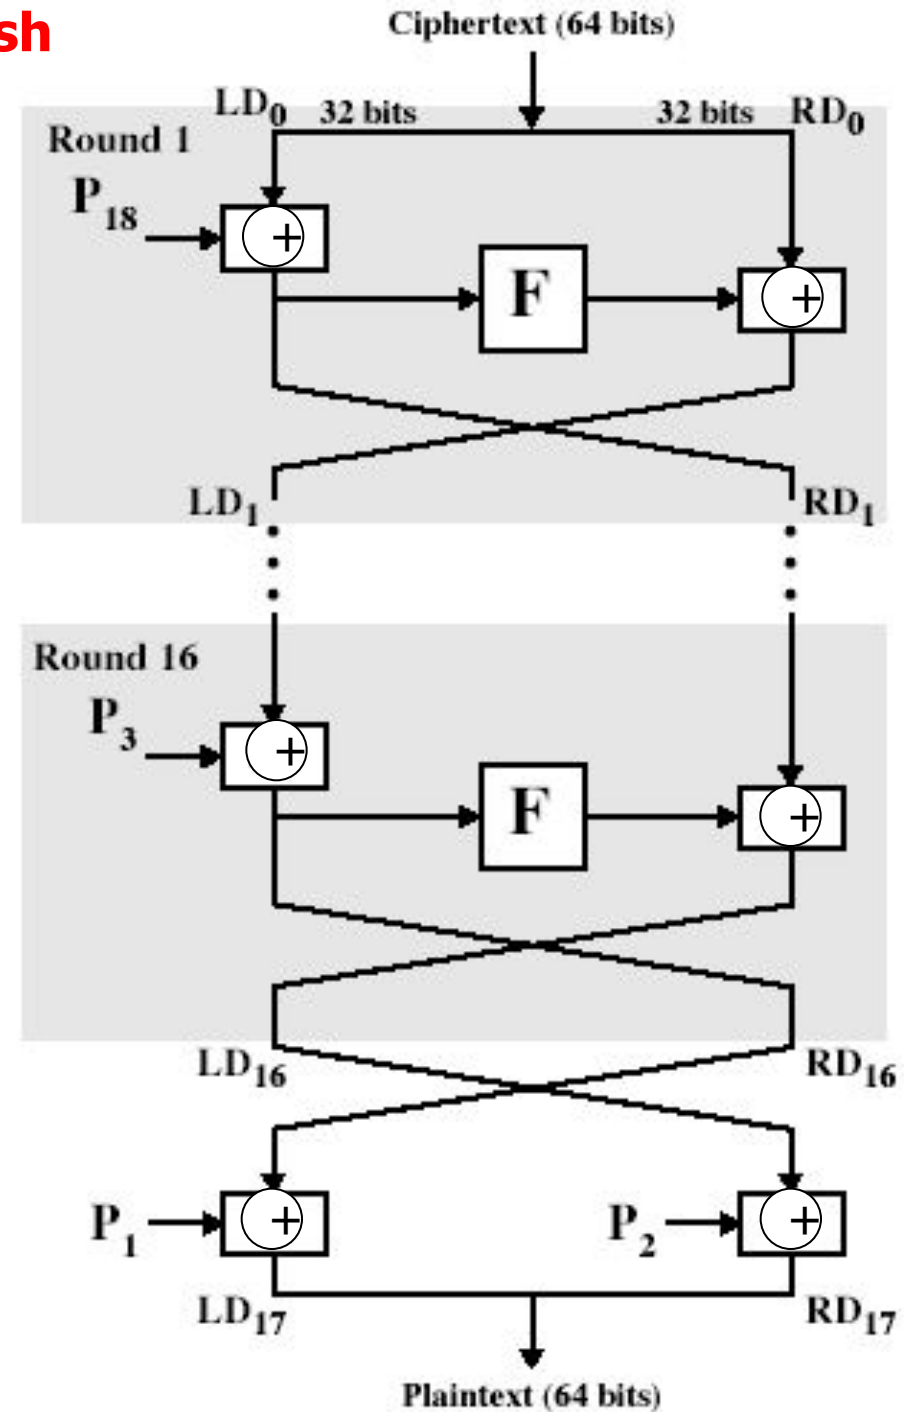 sh
Ciphertext (64 bits)
LD0 32 bits 32 bits RD0
Round 1
P18
+
F
+
LD1 RD1
Round 16
P3
+
F
+
LD16 RD16
P1 + P2 +
LD17 RD17
Plaintext (64 bits)